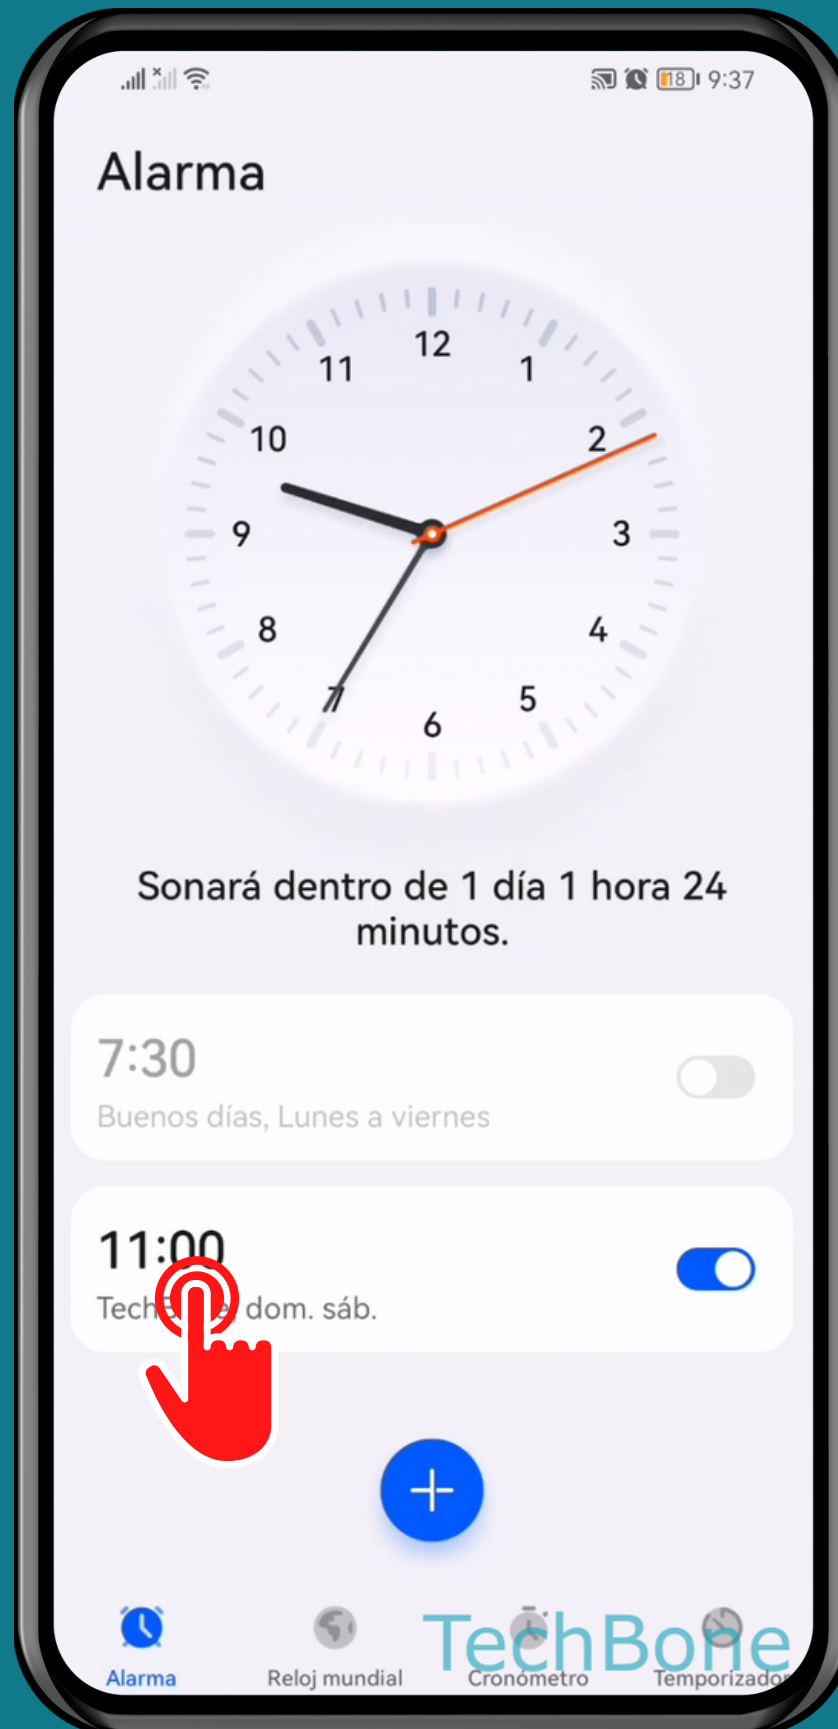 18 9:37
Alarma
12
11
1
10
2
9
3
8
4
7
5
6
Sonará dentro de 1 día 1 hora 24
minutos.
7:30
Buenos días, Lunes a viernes
11:00
dom. sáb.
Alarma
Reloj mundial
Cronómetro
Temporizador
TechBone